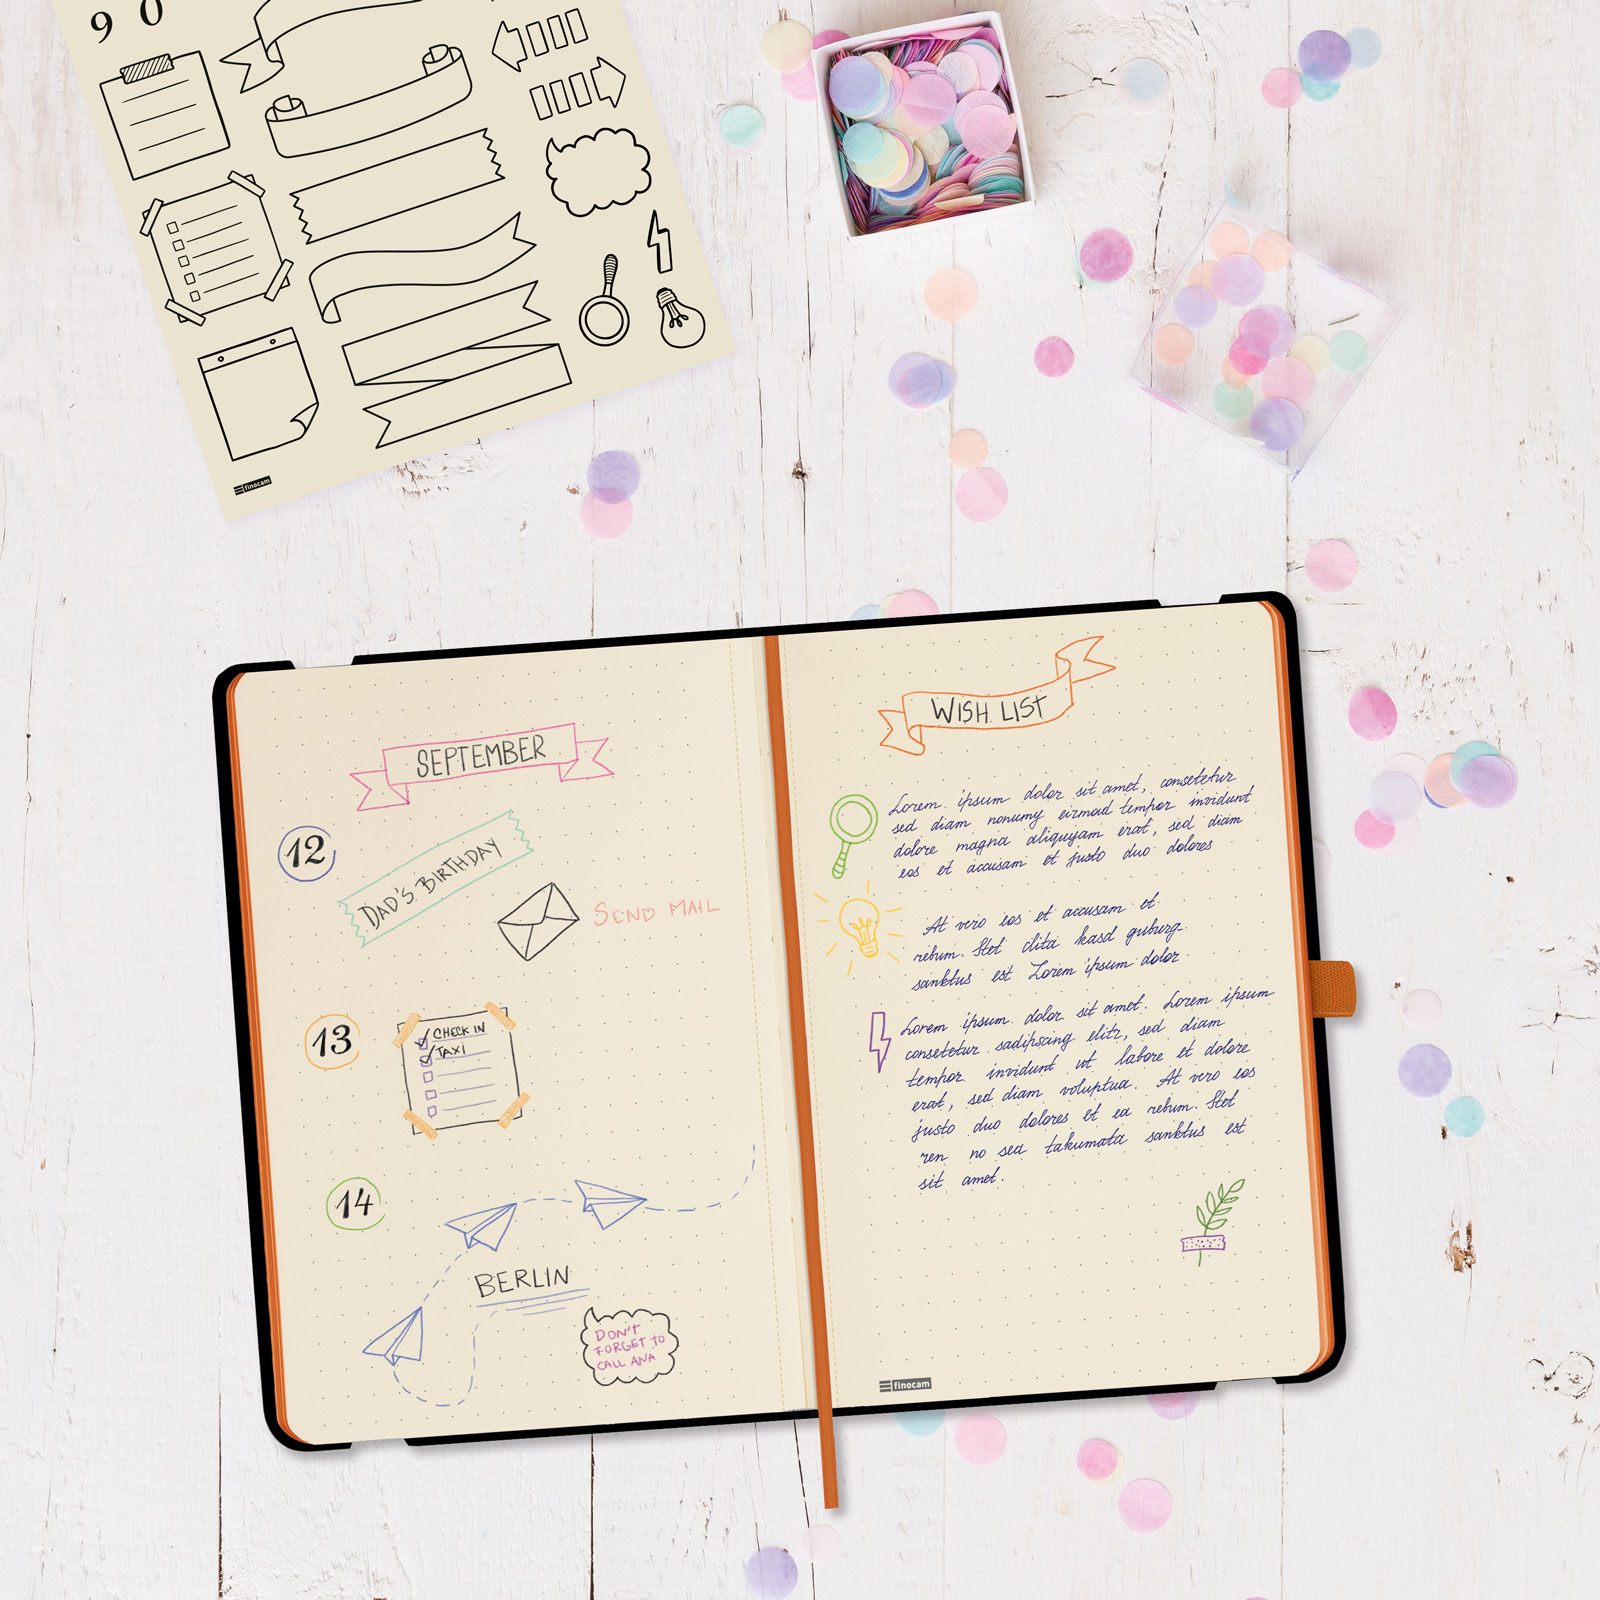 9 0
finocam
SEPTEMBER
12
DAD'S BIRTHDAY
SEND MAIL
13
CHECK IN
TAXI
14
BERLIN
DON'T
FORGET TO
CALL ANA
WISH LIST
Lorem ipsum dolor sit amet, consetetur
sed diam nonumy eirmod tempor invidunt
dolore magna aliquyam erat, sed diam
eos et accusam et justo duo dolores
At vero eos et accusam et
rebum. Stet clita kasd guburg
sanktus est Lorem ipsum dolor
Lorem ipsum dolor sit amet. Lorem ipsum
consetetur sadipscing elitr, sed diam
tempor invidunt ut labore et dolore
erat, sed diam voluptua. At vero eos
justo duo dolores et ea rebum. Stet
ren no sea takumata sanktus est
sit amet.
finocam